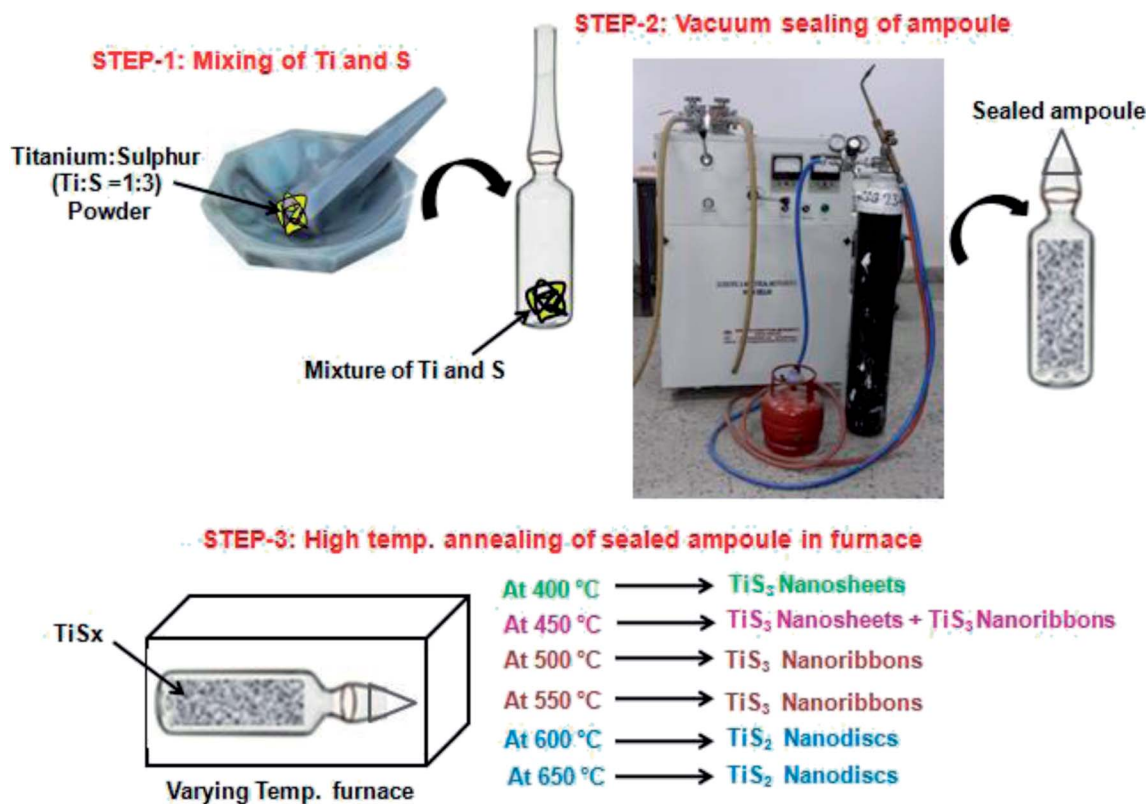 STEP-1: Mixing of Ti and S
Titanium:Sulphur
(Ti:S =1:3)
Powder
Mixture of Ti and S
STEP-2: Vacuum sealing of ampoule
Sealed ampoule
STEP-3: High temp. annealing of sealed ampoule in furnace
TiSx
Varying Temp. furnace
At 400 °C TiS₃ Nanosheets
At 450 °C TiS₃ Nanosheets + TiS₃ Nanoribbons
At 500 °C TiS₃ Nanoribbons
At 550 °C TiS₃ Nanoribbons
At 600 °C TiS₂ Nanodiscs
At 650 °C TiS₂ Nanodiscs